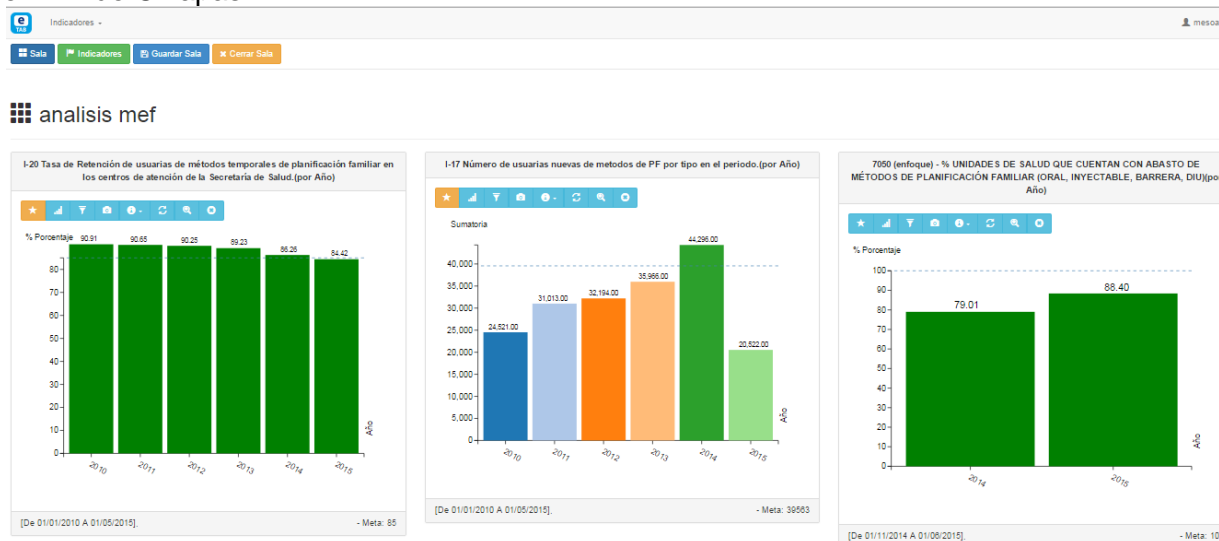 e
TAB
Indicadores
Sala
Indicadores
Guardar Sala
Cerrar Sala
analisis mef
I-20 Tasa de Retención de usuarias de métodos temporales de planificación familiar en
los centros de atención de la Secretaría de Salud.(por Año)
% Porcentaje
90.91
90.65
90.25
89.23
86.26
84.42
80
70
60
50
40
30
20
10
0
Año
2010
2011
2012
2013
2014
2015
[De 01/01/2010 A 01/05/2015].
- Meta: 85
I-17 Número de usuarias nuevas de metodos de PF por tipo en el periodo.(por Año)
Sumatoria
44,296.00
40,000
35,966.00
35,000
32,194.00
31,013.00
30,000
24,521.00
25,000
20,522.00
20,000
15,000
10,000
5,000
0
Año
2010
2011
2012
2013
2014
2015
[De 01/01/2010 A 01/05/2015].
- Meta: 39563
7050 (enfoque) - % UNIDADES DE SALUD QUE CUENTAN CON ABASTO DE
MÉTODOS DE PLANIFICACIÓN FAMILIAR (ORAL, INYECTABLE, BARRERA, DIU)(por
Año)
% Porcentaje
100
90
88.40
80
79.01
70
60
50
40
30
20
10
0
Año
2014
2015
[De 01/11/2014 A 01/06/2015].
- Meta: 10